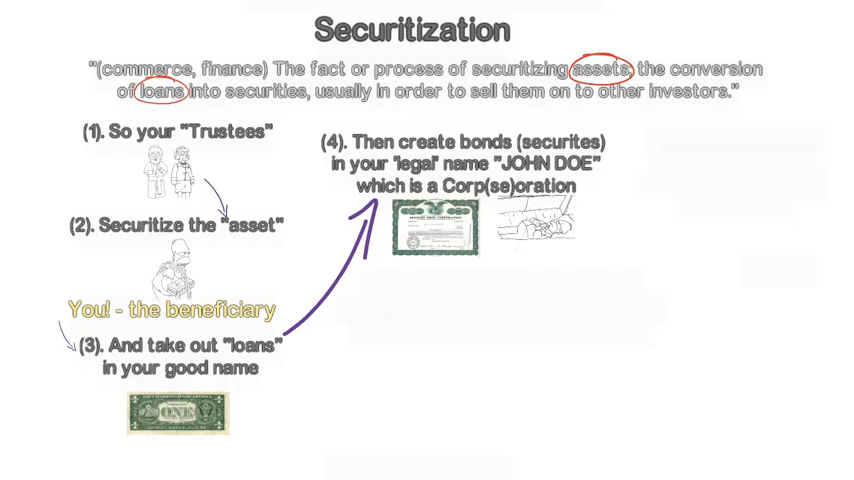 Securitization
"(commerce, finance) The fact or process of securitizing assets; the conversion
of loans into securities, usually in order to sell them on to other investors."
(1). So your "Trustees"
(2). Securitize the "asset"
You! - the beneficiary
(3). And take out "loans"
in your good name
ONE
(4). Then create bonds (securites)
in your 'legal' name "JOHN DOE"
which is a Corp(se)oration